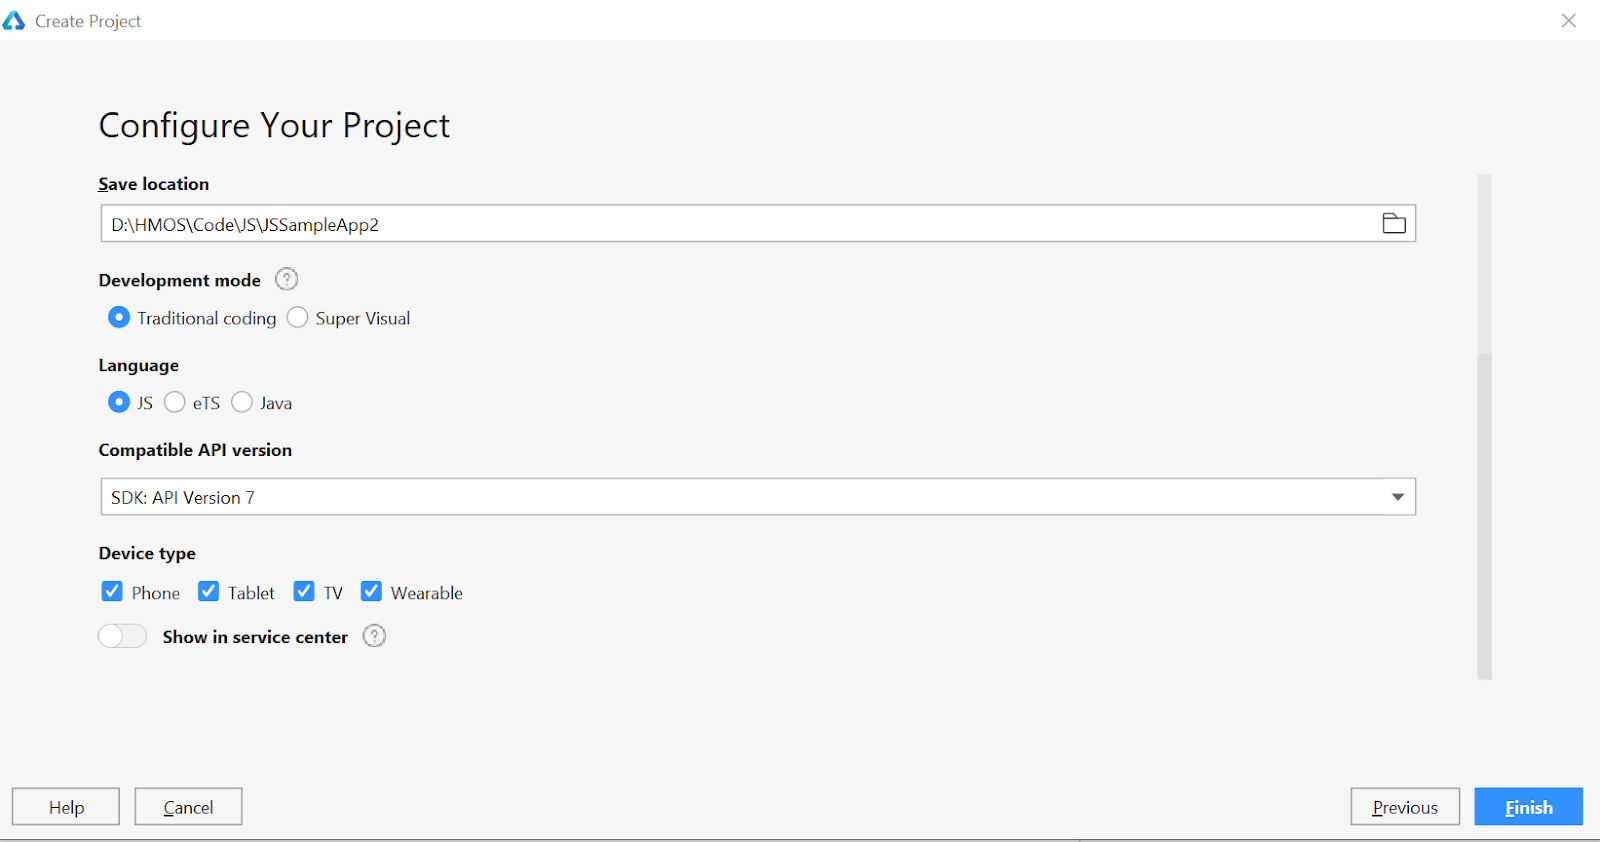 Create Project
Configure Your Project
Save location
D:\HMOS\Code\JS\JSSampleApp2
Development mode ?
Traditional coding Super Visual
Language
JS eTS Java
Compatible API version
SDK: API Version 7
Device type
Phone Tablet TV Wearable
Show in service center ?
Help Cancel Previous Finish